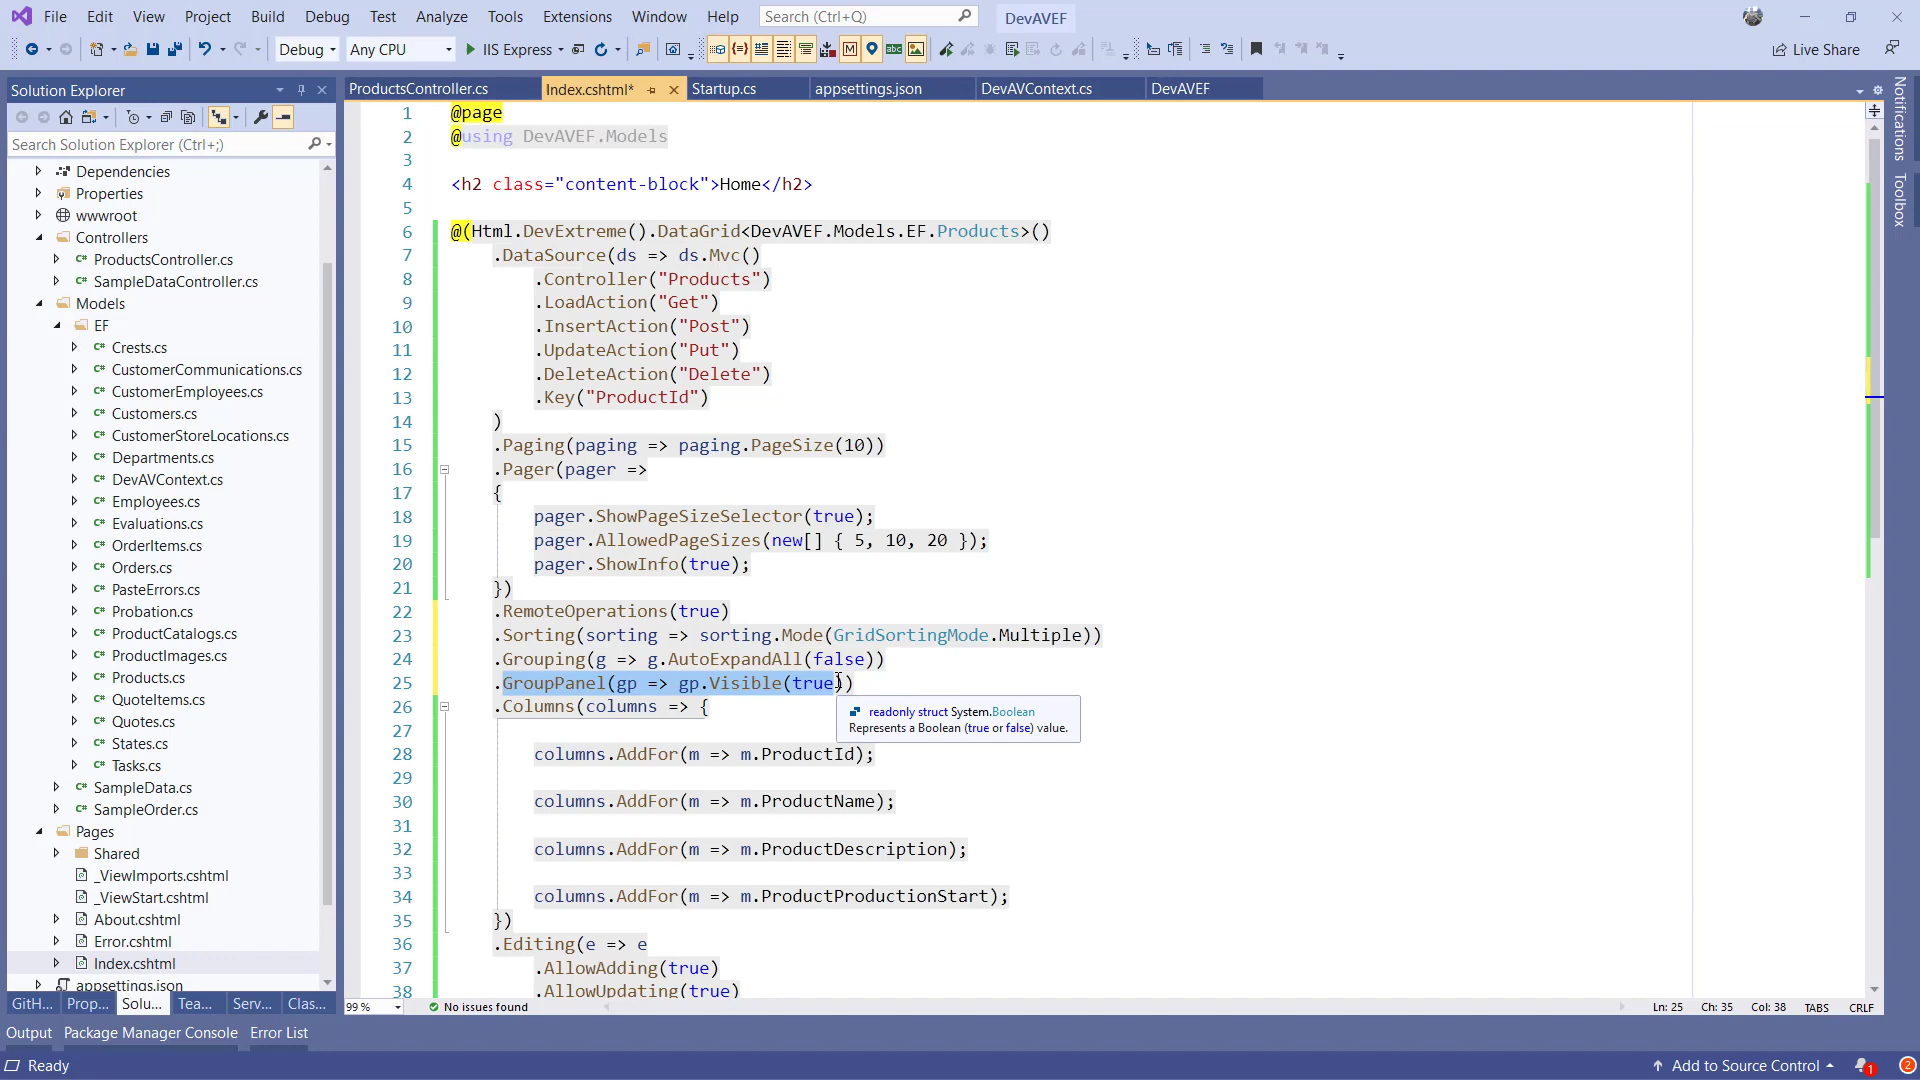 File Edit View Project Build Debug Test Analyze Tools Extensions Window Help Search (Ctrl+Q) DevAVEF
Debug Any CPU IIS Express Live Share
Solution Explorer
Search Solution Explorer (Ctrl+;)
Dependencies
Properties
wwwroot
Controllers
ProductsController.cs
SampleDataController.cs
Models
EF
Crests.cs
CustomerCommunications.cs
CustomerEmployees.cs
Customers.cs
CustomerStoreLocations.cs
Departments.cs
DevAVContext.cs
Employees.cs
Evaluations.cs
OrderItems.cs
Orders.cs
PasteErrors.cs
Probation.cs
ProductCatalogs.cs
ProductImages.cs
Products.cs
QuoteItems.cs
Quotes.cs
States.cs
Tasks.cs
SampleData.cs
SampleOrder.cs
Pages
Shared
_ViewImports.cshtml
_ViewStart.cshtml
About.cshtml
Error.cshtml
Index.cshtml
appsettings.json
GitH... Prop... Solu... Tea... Serv... Clas...
ProductsController.cs Index.cshtml* Startup.cs appsettings.json DevAVContext.cs DevAVEF
1 @page
2 @using DevAVEF.Models
3
4 <h2 class="content-block">Home</h2>
5
6 @(Html.DevExtreme().DataGrid<DevAVEF.Models.EF.Products>()
7 .DataSource(ds => ds.Mvc()
8 .Controller("Products")
9 .LoadAction("Get")
10 .InsertAction("Post")
11 .UpdateAction("Put")
12 .DeleteAction("Delete")
13 .Key("ProductId")
14 )
15 .Paging(paging => paging.PageSize(10))
16 .Pager(pager =>
17 {
18 pager.ShowPageSizeSelector(true);
19 pager.AllowedPageSizes(new[] { 5, 10, 20 });
20 pager.ShowInfo(true);
21 })
22 .RemoteOperations(true)
23 .Sorting(sorting => sorting.Mode(GridSortingMode.Multiple))
24 .Grouping(g => g.AutoExpandAll(false))
25 .GroupPanel(gp => gp.Visible(true))
26 .Columns(columns => {
27
28 columns.AddFor(m => m.ProductId);
29
30 columns.AddFor(m => m.ProductName);
31
32 columns.AddFor(m => m.ProductDescription);
33
34 columns.AddFor(m => m.ProductProductionStart);
35 })
36 .Editing(e => e
37 .AllowAdding(true)
38 .AllowUpdating(true)
readonly struct System.Boolean
Represents a Boolean (true or false) value.
99 % No issues found Ln: 25 Ch: 35 Col: 38 TABS CRLF
Notifications
Toolbox
Output Package Manager Console Error List
Ready Add to Source Control 1 2